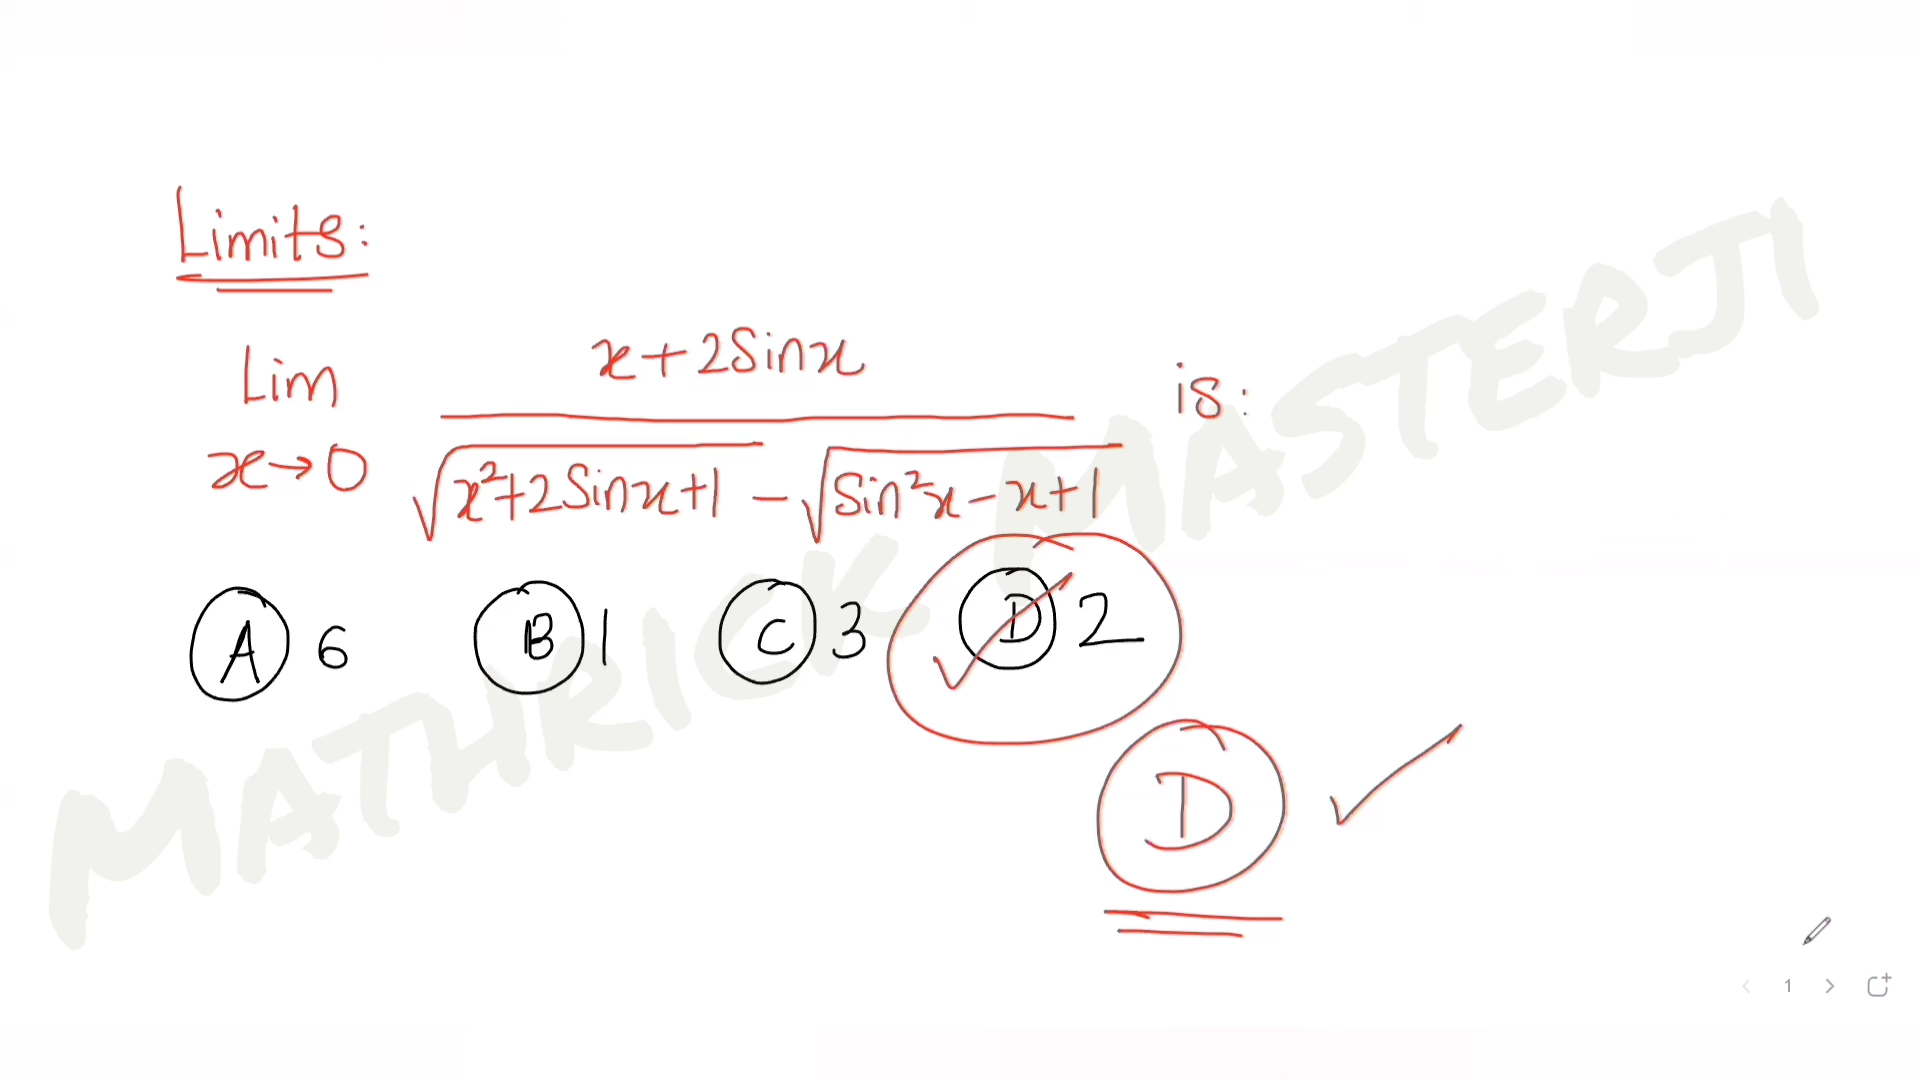 Limits:
Lim x→0 x+2Sinx / √x²+2Sinx+1 - √Sin²x-x+1 is:
A 6 B 1 C 3 D 2
D ✓
MATHRICK MASTERJI
1